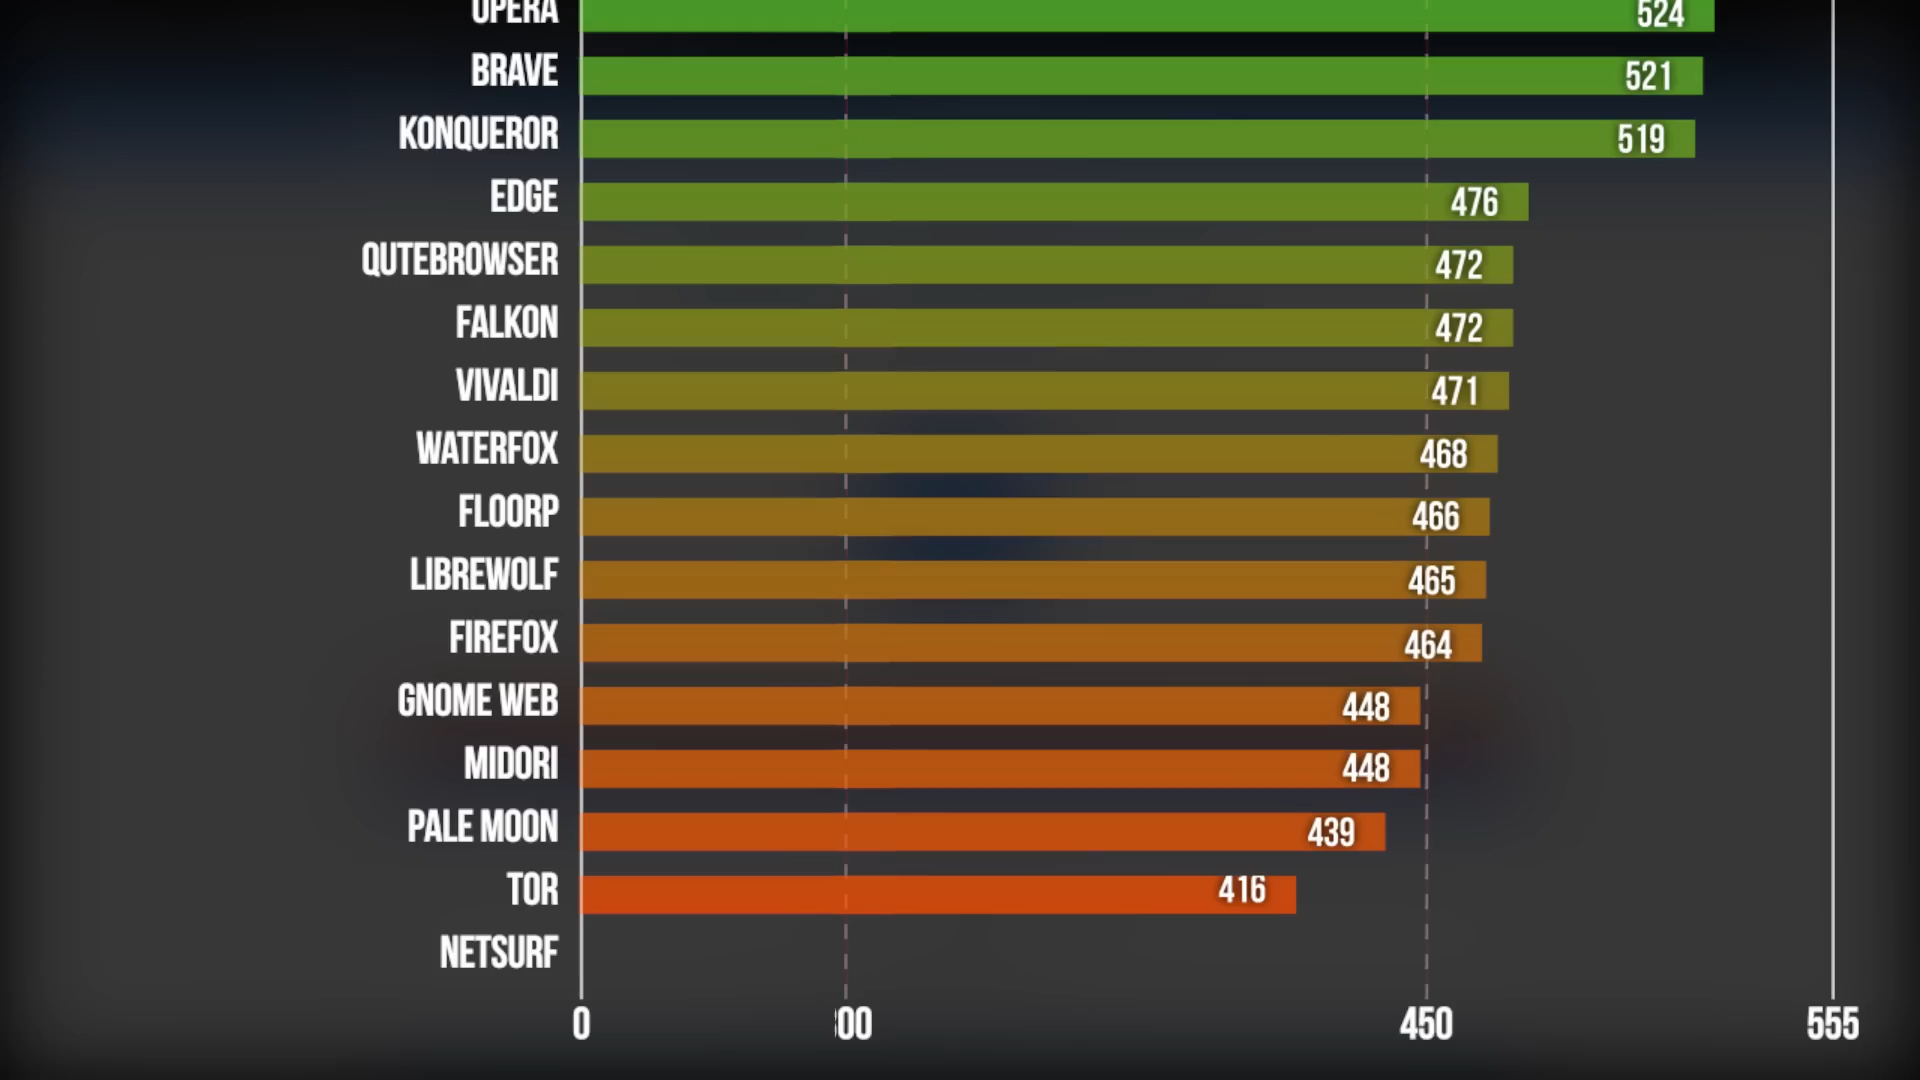 OPERA 524
BRAVE 521
KONQUEROR 519
EDGE 476
QUTEBROWSER 472
FALKON 472
VIVALDI 471
WATERFOX 468
FLOORP 466
LIBREWOLF 465
FIREFOX 464
GNOME WEB 448
MIDORI 448
PALE MOON 439
TOR 416
NETSURF
0 300 450 555